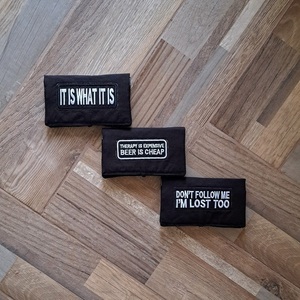 IT IS WHAT IT IS
THERAPY IS EXPENSIVE
BEER IS CHEAP
DON'T FOLLOW ME
I'M LOST TOO